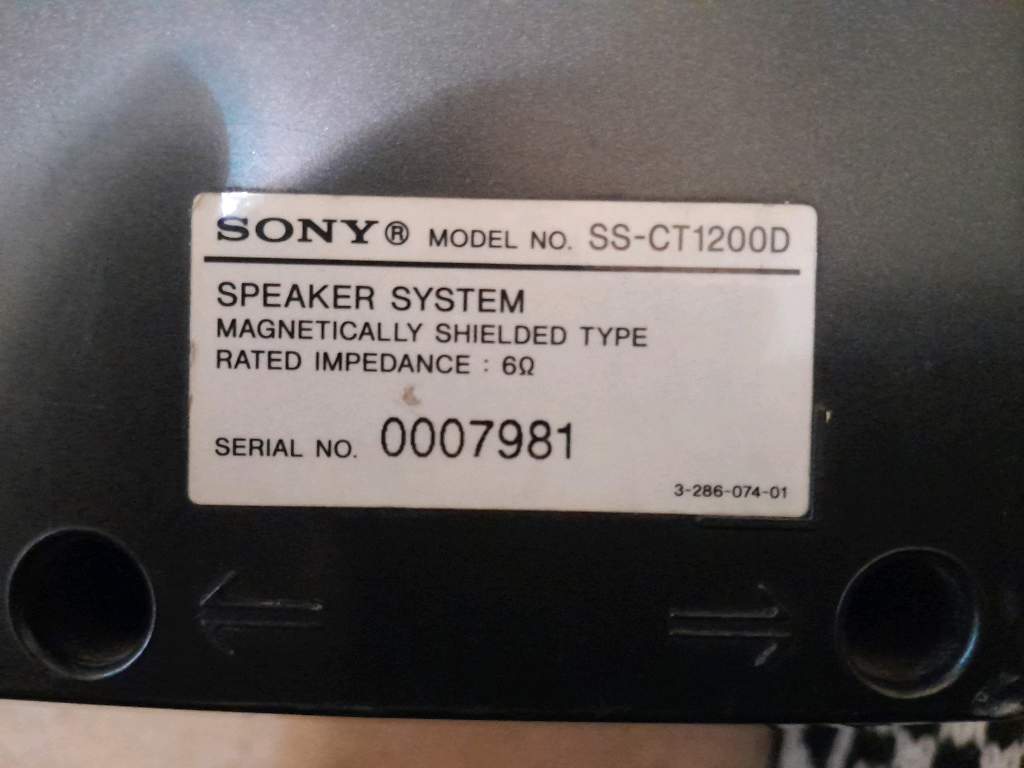 SONY® MODEL NO. SS-CT1200D
SPEAKER SYSTEM
MAGNETICALLY SHIELDED TYPE
RATED IMPEDANCE : 6Ω
SERIAL NO. 0007981
3-286-074-01